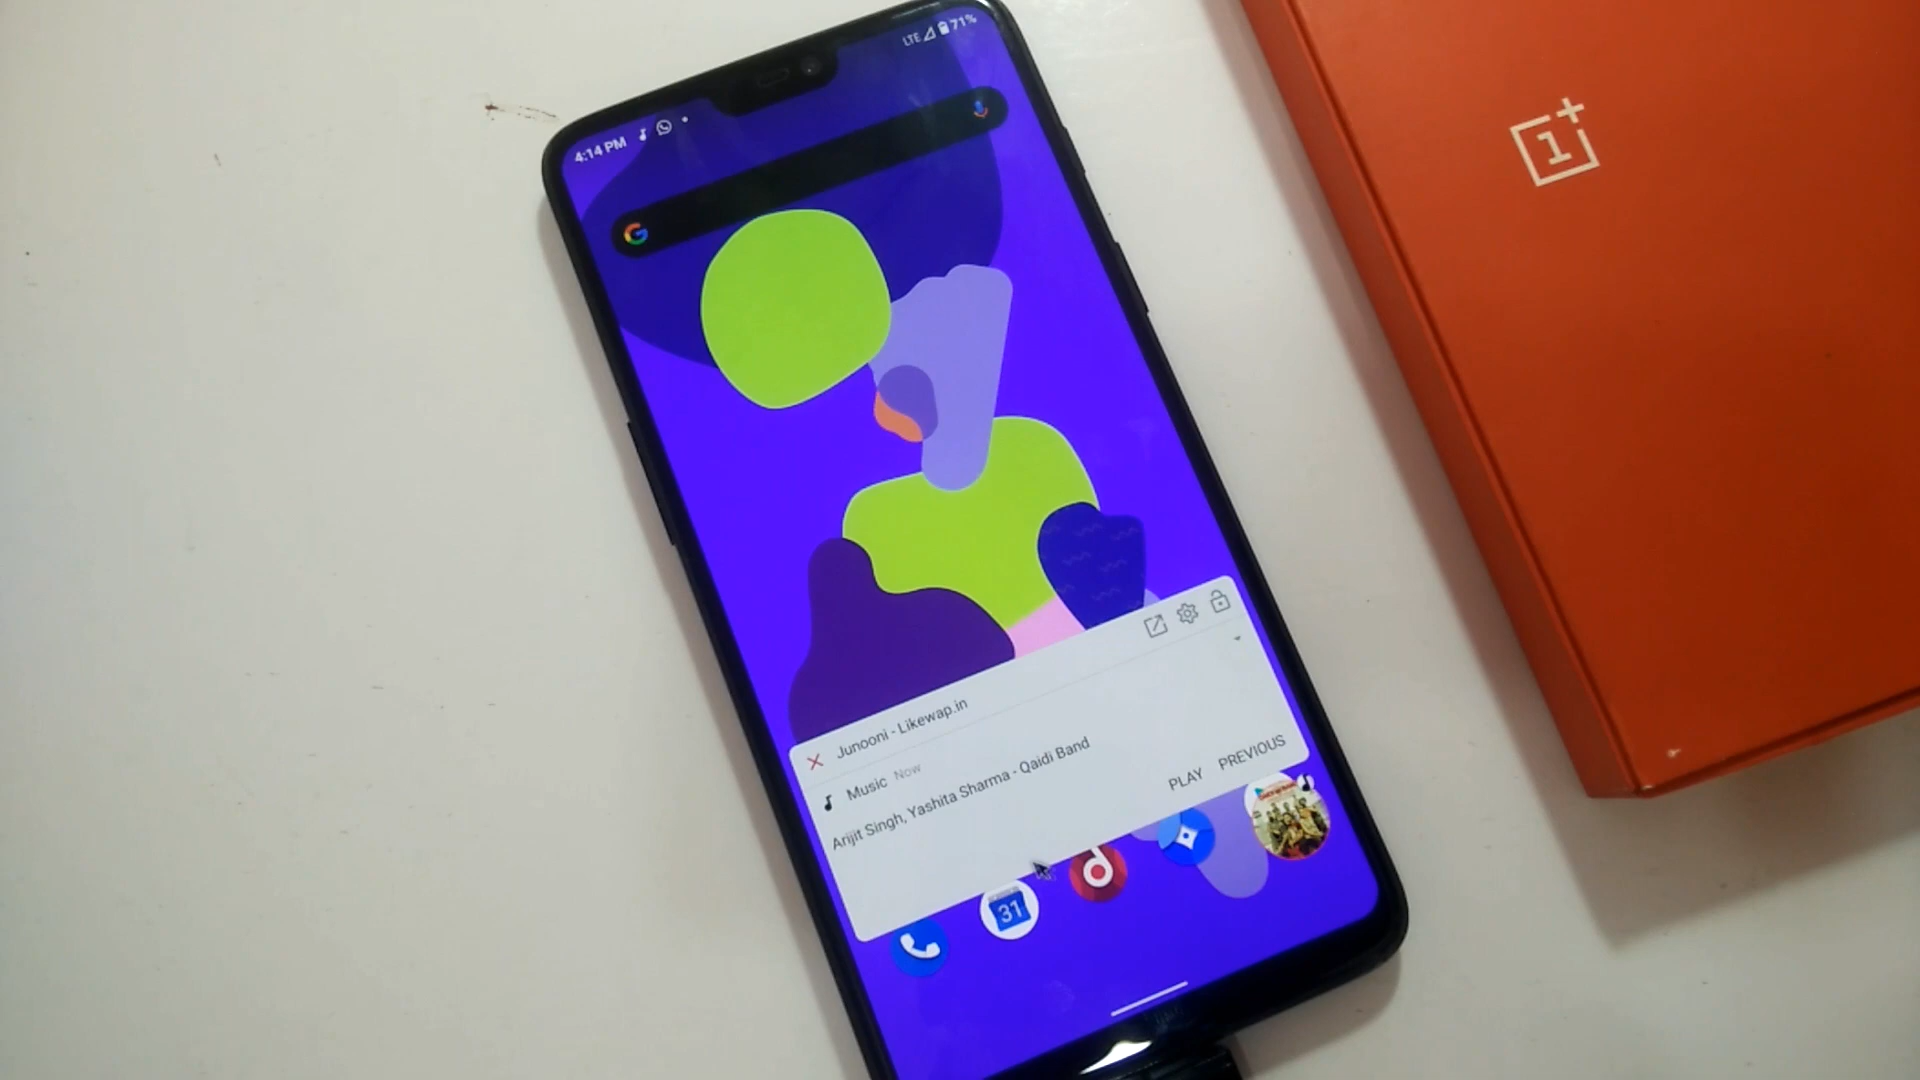 LTE 71%
4:14 PM
G
Junooni - Likewap.in
Music Now
Arijit Singh, Yashita Sharma - Qaidi Band
PLAY PREVIOUS
31
1+